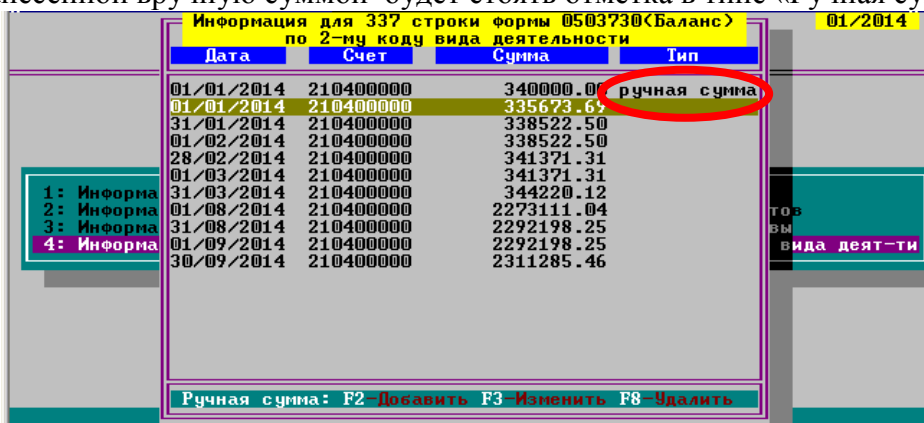 несенной вручную суммой будет стоять отметка в типе «Ручная су
Информация для 337 строки формы 0503730(Баланс)
01/2014
по 2-му коду вида деятельности
Дата Счет Сумма Тип
01/01/2014 210400000 340000.00 ручная сумма
01/01/2014 210400000 335673.69
31/01/2014 210400000 338522.50
01/02/2014 210400000 338522.50
28/02/2014 210400000 341371.31
01/03/2014 210400000 341371.31
31/03/2014 210400000 344220.12
01/08/2014 210400000 2273111.04
31/08/2014 210400000 2292198.25
01/09/2014 210400000 2292198.25
30/09/2014 210400000 2311285.46
1: Информа
2: Информа тов
3: Информа вы
4: Информа вида деят-ти
Ручная сумма: F2-Добавить F3-Изменить F8-Удалить